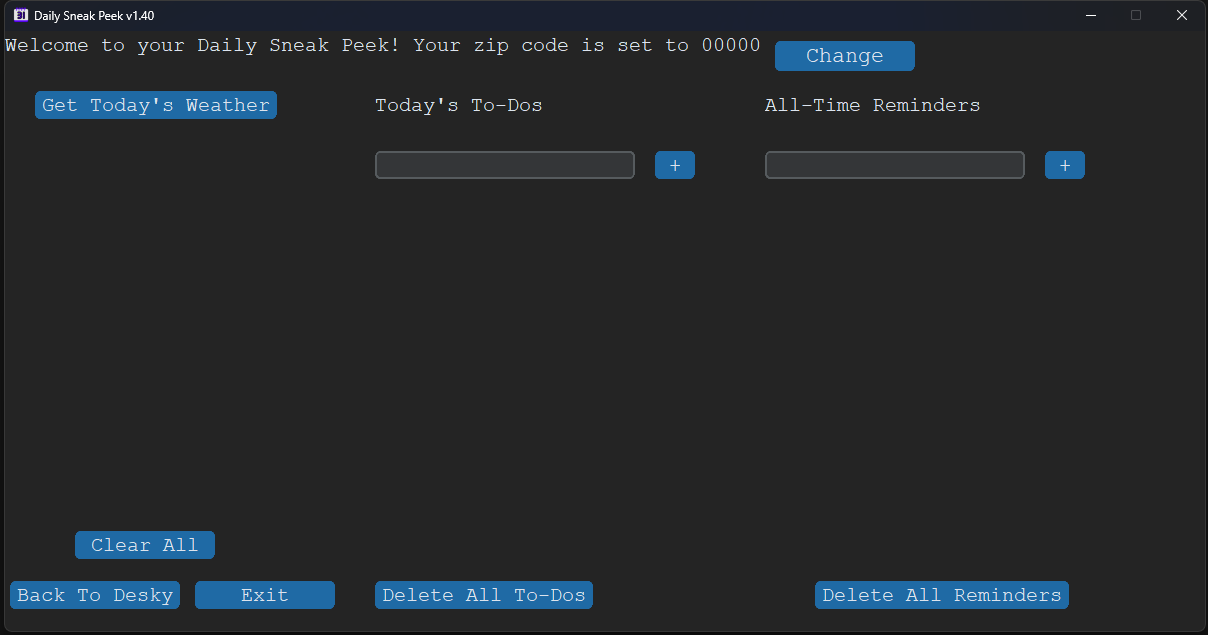 Daily Sneak Peek v1.40
Welcome to your Daily Sneak Peek! Your zip code is set to 00000 Change
Get Today's Weather Today's To-Dos All-Time Reminders
+ +
Clear All
Back To Desky Exit Delete All To-Dos Delete All Reminders